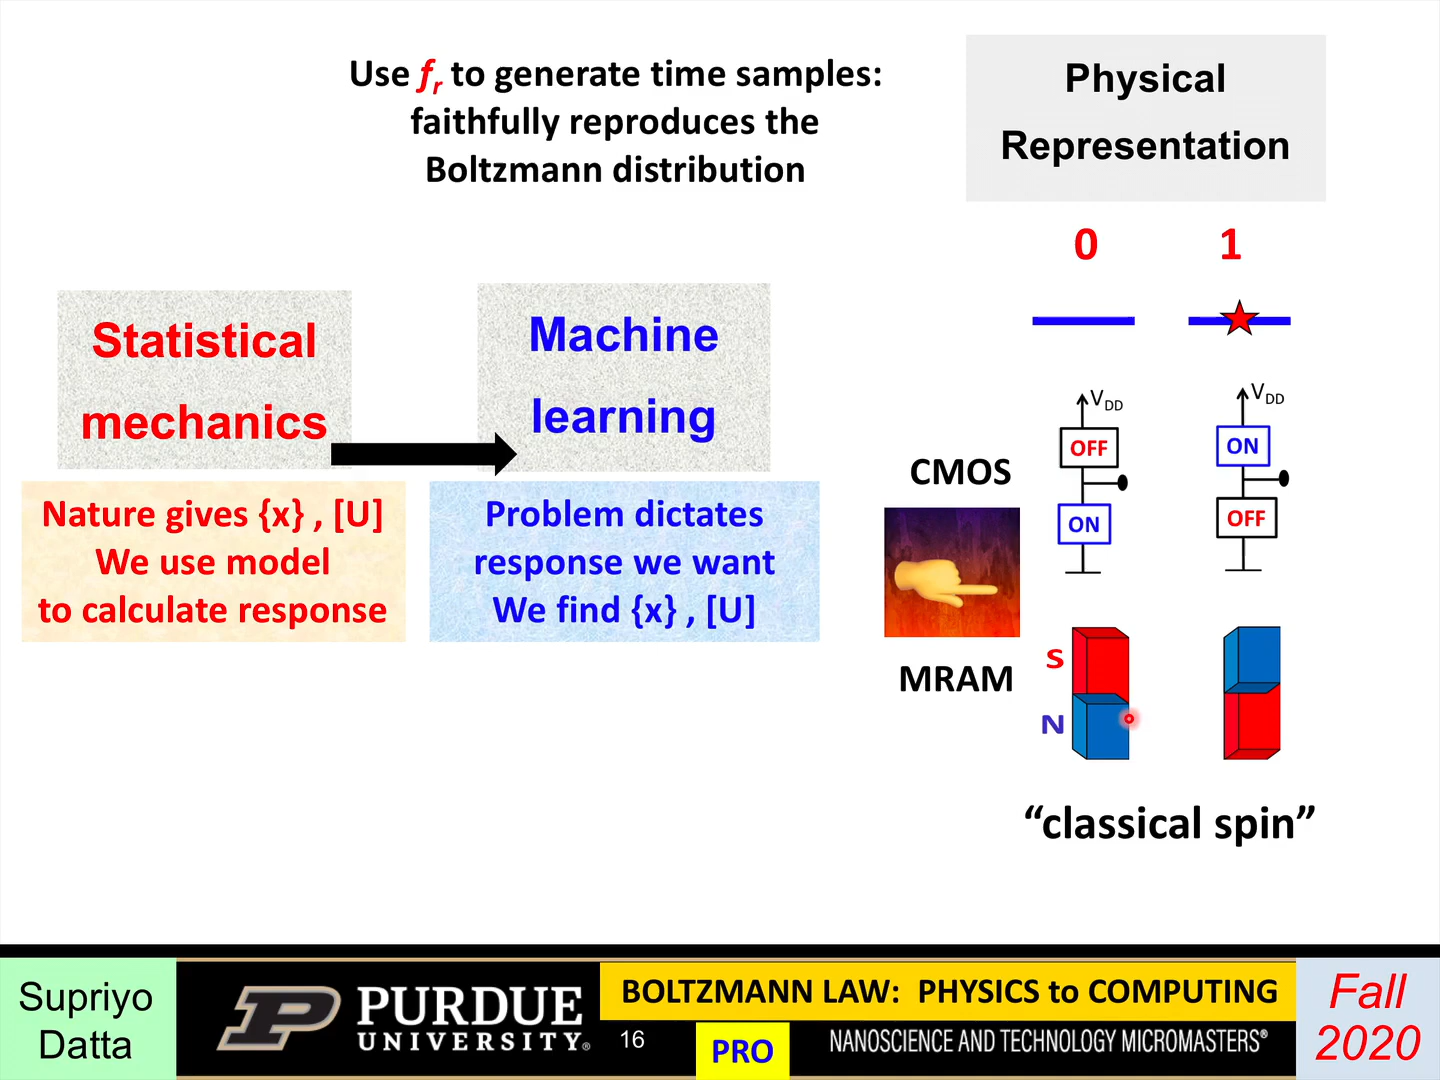 Use fr to generate time samples:
faithfully reproduces the
Boltzmann distribution
Physical
Representation
0 1
Statistical
mechanics
Machine
learning
Nature gives {x} , [U]
We use model
to calculate response
Problem dictates
response we want
We find {x} , [U]
CMOS
VDD
OFF
ON
VDD
ON
OFF
MRAM
S
N
“classical spin”
Supriyo
Datta
PURDUE
UNIVERSITY®
16
BOLTZMANN LAW: PHYSICS to COMPUTING
PRO
NANOSCIENCE AND TECHNOLOGY MICROMASTERS®
Fall
2020